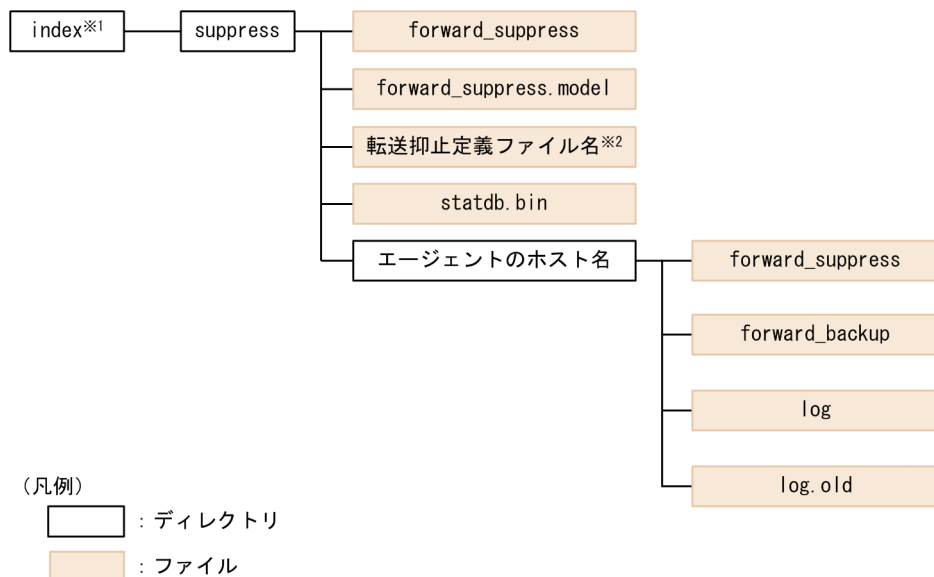 index※1
suppress
forward_suppress
forward_suppress.model
転送抑止定義ファイル名※2
statdb.bin
エージェントのホスト名
forward_suppress
forward_backup
log
log.old
(凡例)
：ディレクトリ
：ファイル